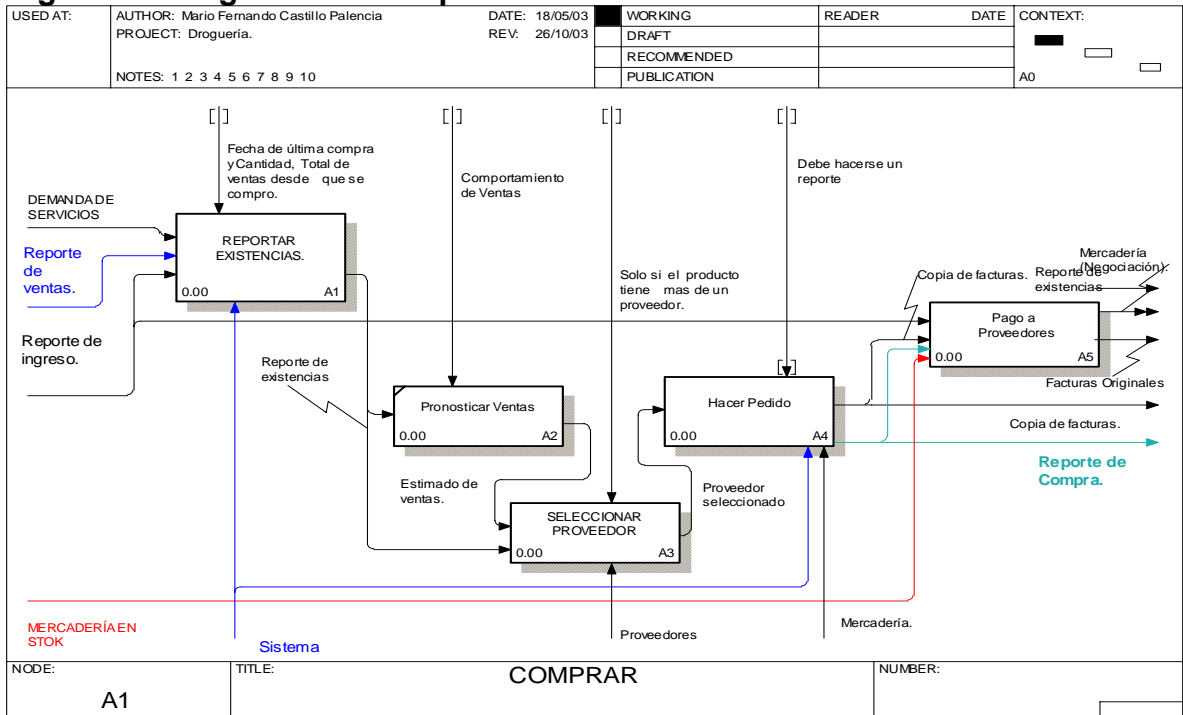 USED AT:
AUTHOR: Mario Fernando Castillo Palencia
DATE: 18/05/03
PROJECT: Droguería.
REV: 26/10/03
NOTES: 1 2 3 4 5 6 7 8 9 10
WORKING
DRAFT
RECOMMENDED
PUBLICATION
READER
DATE
CONTEXT:
A0
[ ]
[ ]
[ ]
[ ]
Fecha de última compra
y Cantidad, Total de
ventas desde que se
compro.
Comportamiento
de Ventas
Debe hacerse un
reporte
DEMANDA DE
SERVICIOS
Reporte
de
ventas.
Reporte de
ingreso.
REPORTAR
EXISTENCIAS.
0.00
A1
Solo si el producto
tiene mas de un
proveedor.
Copia de facturas.
Reporte de
existencias
Mercadería
(Negociación).
Pago a
Proveedores
0.00
A5
Facturas Originales
Reporte de
existencias
Pronosticar Ventas
0.00
A2
[ ]
Hacer Pedido
0.00
A4
Copia de facturas.
Reporte de
Compra.
Estimado de
ventas.
Proveedor
seleccionado
SELECCIONAR
PROVEEDOR
0.00
A3
MERCADERÍA EN
STOK
Sistema
Proveedores
Mercadería.
NODE:
A1
TITLE:
COMPRAR
NUMBER: